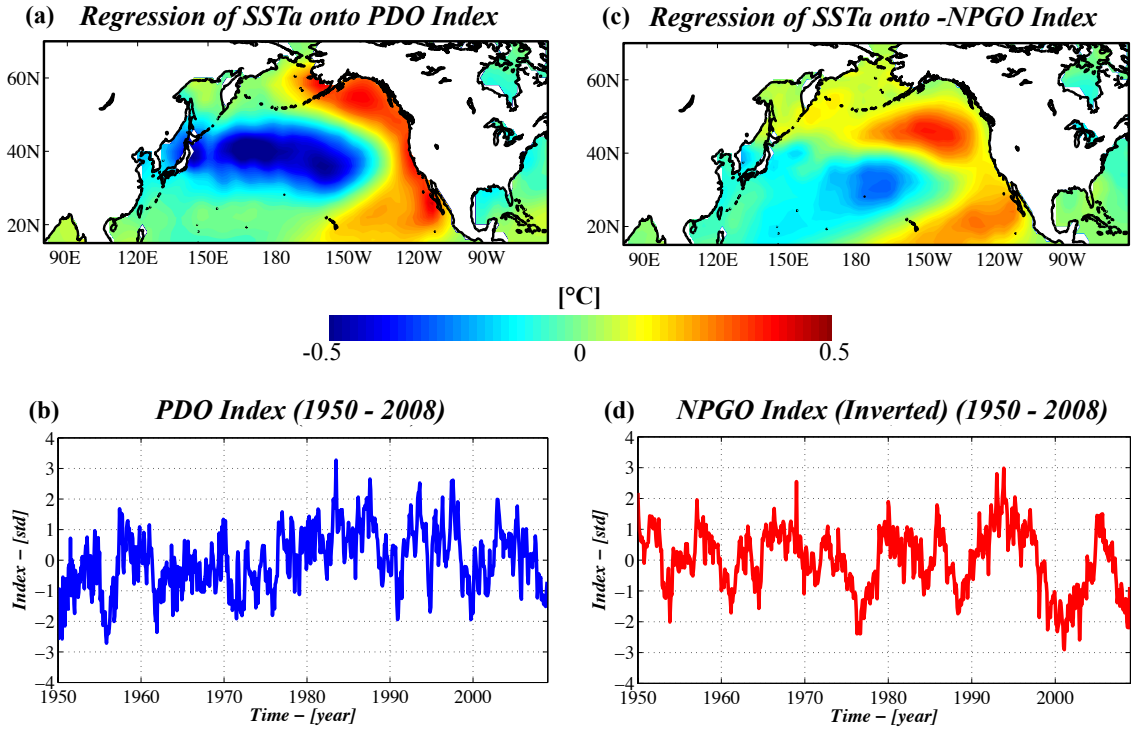 (a) Regression of SSTa onto PDO Index
60N
40N
20N
90E 120E 150E 180 150W 120W 90W
(c) Regression of SSTa onto -NPGO Index
60N
40N
20N
90E 120E 150E 180 150W 120W 90W
[°C]
-0.5 0 0.5
(b) PDO Index (1950 - 2008)
Index − [std]
4
3
2
1
0
−1
−2
−3
−4
1950 1960 1970 1980 1990 2000
Time − [year]
(d) NPGO Index (Inverted) (1950 - 2008)
Index − [std]
4
3
2
1
0
−1
−2
−3
−4
1950 1960 1970 1980 1990 2000
Time − [year]